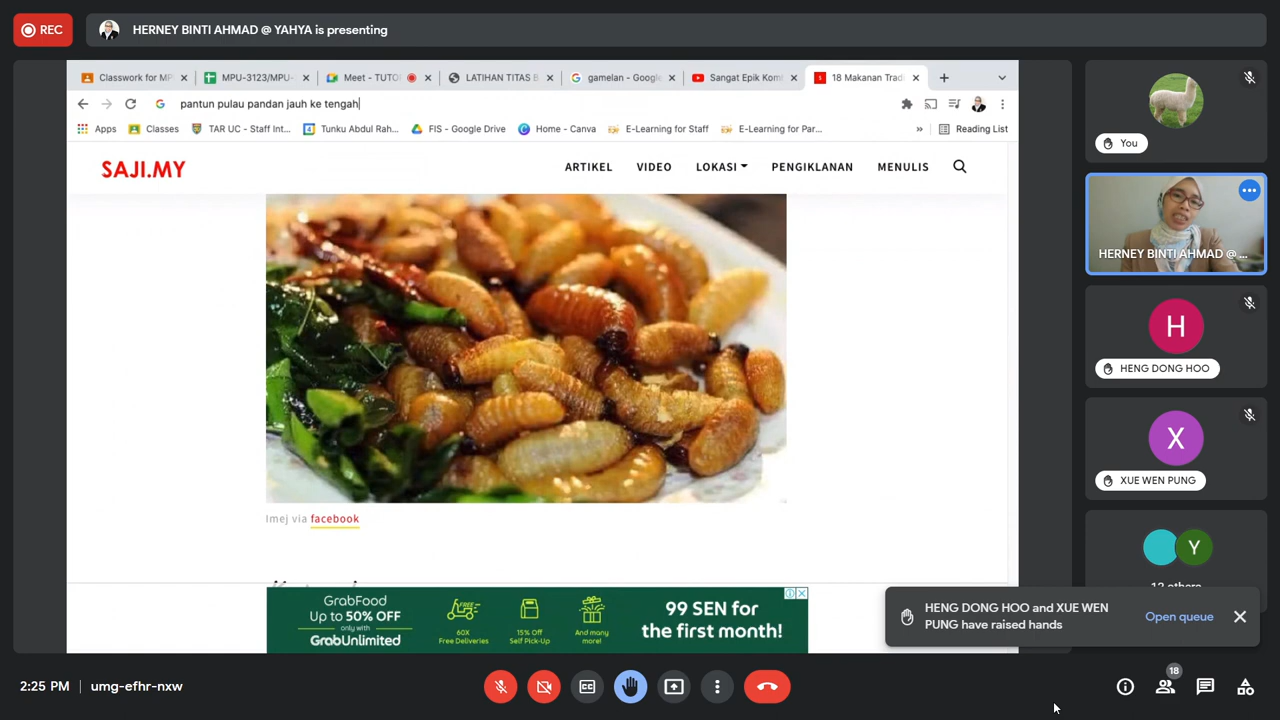 REC
HERNEY BINTI AHMAD @ YAHYA is presenting
Classwork for MP
MPU-3123/MPU-
Meet - TUTO
LATIHAN TITAS B
gamelan - Google
Sangat Epik Kom
18 Makanan Trad
pantun pulau pandan jauh ke tengah
Apps
Classes
TAR UC - Staff Int...
Tunku Abdul Rah...
FIS - Google Drive
Home - Canva
E-Learning for Staff
E-Learning for Par...
»
Reading List
SAJI.MY
ARTIKEL
VIDEO
LOKASI
PENGIKLANAN
MENULIS
Imej via facebook
GrabFood
Up to 50% OFF
only with
GrabUnlimited
FREE
60X
Free Deliveries
15% Off
Self Pick-Up
And many
more!
99 SEN for
the first month!
You
HERNEY BINTI AHMAD @ ...
H
HENG DONG HOO
X
XUE WEN PUNG
Y
12 others
HENG DONG HOO and XUE WEN
PUNG have raised hands
Open queue
2:25 PM | umg-efhr-nxw
18